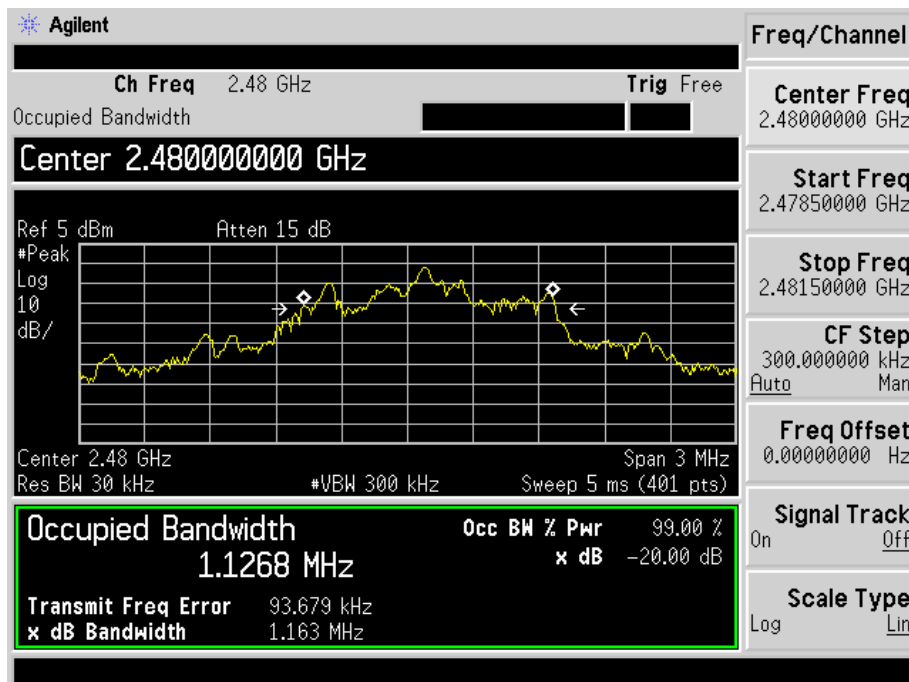 Agilent
Freq/Channel
Ch Freq 2.48 GHz Trig Free
Occupied Bandwidth
Center 2.480000000 GHz
Ref 5 dBm Atten 15 dB
#Peak
Log
10
dB/
Center 2.48 GHz Span 3 MHz
Res BW 30 kHz #VBW 300 kHz Sweep 5 ms (401 pts)
Occupied Bandwidth
1.1268 MHz
Occ BW % Pwr 99.00 %
x dB -20.00 dB
Transmit Freq Error 93.679 kHz
x dB Bandwidth 1.163 MHz
Center Freq
2.48000000 GHz
Start Freq
2.47850000 GHz
Stop Freq
2.48150000 GHz
CF Step
300.000000 kHz
Auto Man
Freq Offset
0.00000000 Hz
Signal Track
On Off
Scale Type
Log Lin